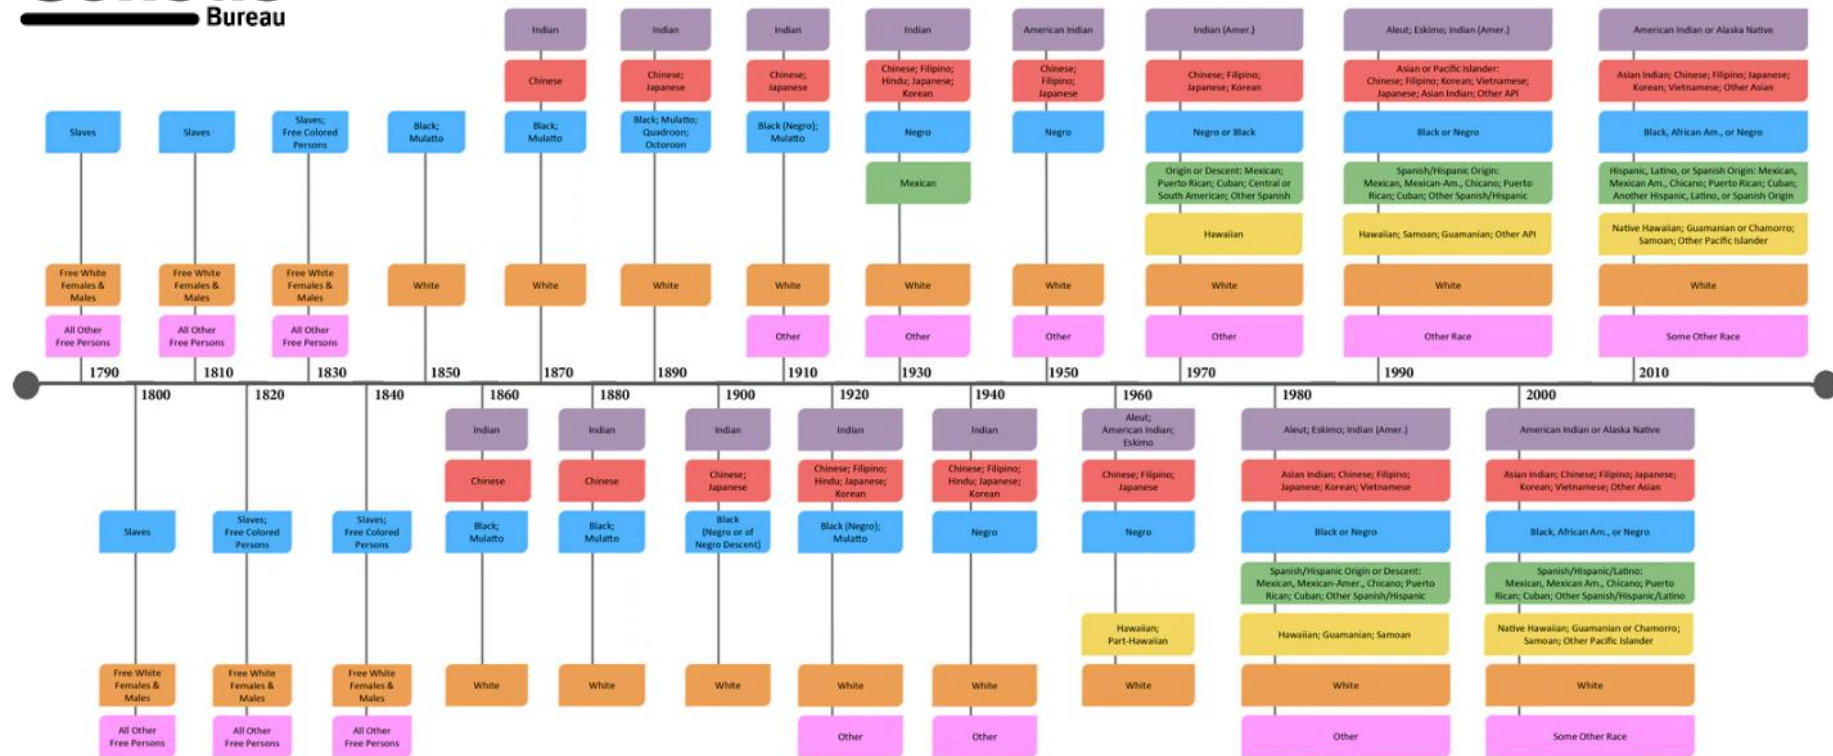 Bureau
Indian
Indian
Indian
Indian
American Indian
Indian (Amer.)
Aleut; Eskimo; Indian (Amer.)
American Indian or Alaska Native
Chinese
Chinese;
Japanese
Chinese;
Japanese
Chinese; Filipino;
Hindu; Japanese;
Korean
Chinese;
Filipino;
Japanese
Chinese; Filipino;
Japanese; Korean
Asian or Pacific Islander:
Chinese; Filipino; Korean; Vietnamese;
Japanese; Asian Indian; Other API
Asian Indian; Chinese; Filipino; Japanese;
Korean; Vietnamese; Other Asian
Slaves
Slaves
Slaves;
Free Colored
Persons
Black;
Mulatto
Black;
Mulatto
Black; Mulatto;
Quadroon;
Octoroon
Black (Negro);
Mulatto
Negro
Negro
Negro or Black
Black or Negro
Black, African Am., or Negro
Mexican
Origin or Descent: Mexican;
Puerto Rican; Cuban; Central or
South American; Other Spanish
Spanish/Hispanic Origin:
Mexican, Mexican-Am., Chicano; Puerto
Rican; Cuban; Other Spanish/Hispanic
Hispanic, Latino, or Spanish Origin: Mexican,
Mexican Am., Chicano; Puerto Rican; Cuban;
Another Hispanic, Latino, or Spanish Origin
Hawaiian
Hawaiian; Samoan; Guamanian; Other API
Native Hawaiian; Guamanian or Chamorro;
Samoan; Other Pacific Islander
Free White
Females &
Males
Free White
Females &
Males
Free White
Females &
Males
White
White
White
White
White
White
White
White
White
All Other
Free Persons
All Other
Free Persons
All Other
Free Persons
Other
Other
Other
Other
Other Race
Some Other Race
1790
1810
1830
1850
1870
1890
1910
1930
1950
1970
1990
2010
1800
1820
1840
1860
1880
1900
1920
1940
1960
1980
2000
Indian
Indian
Indian
Indian
Indian
Aleut;
American Indian;
Eskimo
Aleut; Eskimo; Indian (Amer.)
American Indian or Alaska Native
Chinese
Chinese
Chinese;
Japanese
Chinese; Filipino;
Hindu; Japanese;
Korean
Chinese; Filipino;
Hindu; Japanese;
Korean
Chinese; Filipino;
Japanese
Asian Indian; Chinese; Filipino;
Japanese; Korean; Vietnamese
Asian Indian; Chinese; Filipino; Japanese;
Korean; Vietnamese; Other Asian
Slaves
Slaves;
Free Colored
Persons
Slaves;
Free Colored
Persons
Black;
Mulatto
Black;
Mulatto
Black
(Negro or of
Negro Descent)
Black (Negro);
Mulatto
Negro
Negro
Black or Negro
Black, African Am., or Negro
Spanish/Hispanic Origin or Descent:
Mexican, Mexican-Amer., Chicano; Puerto
Rican; Cuban; Other Spanish/Hispanic
Spanish/Hispanic/Latino:
Mexican, Mexican Am., Chicano; Puerto
Rican; Cuban; Other Spanish/Hispanic/Latino
Hawaiian;
Part-Hawaiian
Hawaiian; Guamanian; Samoan
Native Hawaiian; Guamanian or Chamorro;
Samoan; Other Pacific Islander
Free White
Females &
Males
Free White
Females &
Males
Free White
Females &
Males
White
White
White
White
White
White
White
White
All Other
Free Persons
All Other
Free Persons
All Other
Free Persons
Other
Other
Other
Some Other Race